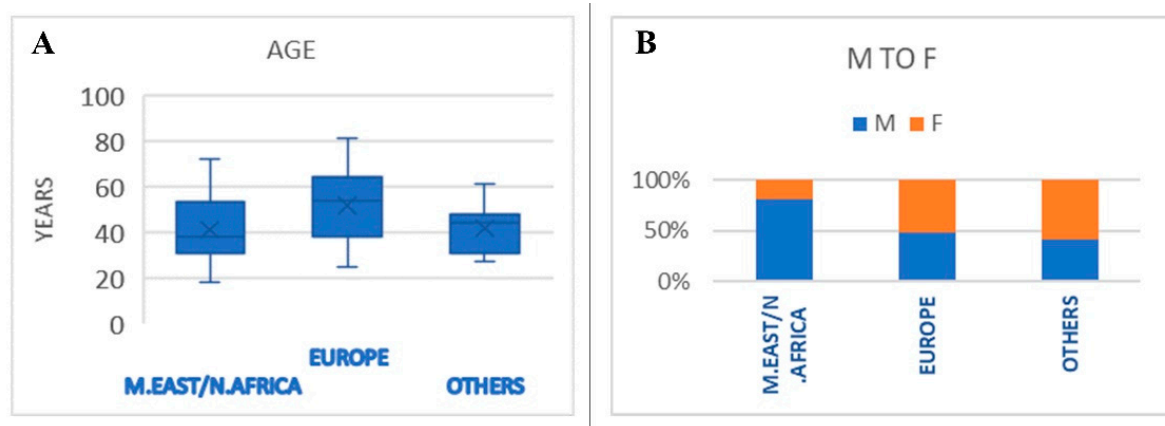 A
AGE
YEARS
100
80
60
40
20
0
M.EAST/N.AFRICA
EUROPE
OTHERS
B
M TO F
M F
100%
50%
0%
M.EAST/N
.AFRICA
EUROPE
OTHERS